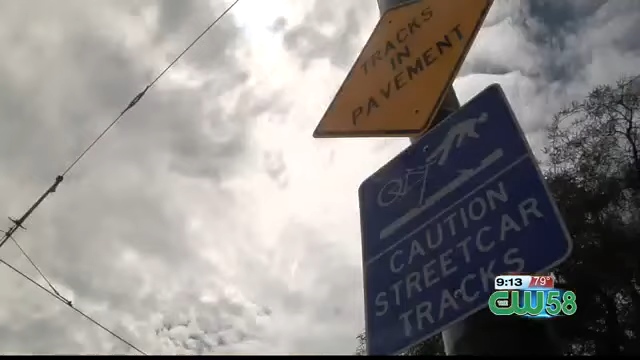 TRACKS
IN
PAVEMENT
CAUTION
STREETCAR
TRACKS
9:13 79°
CW58